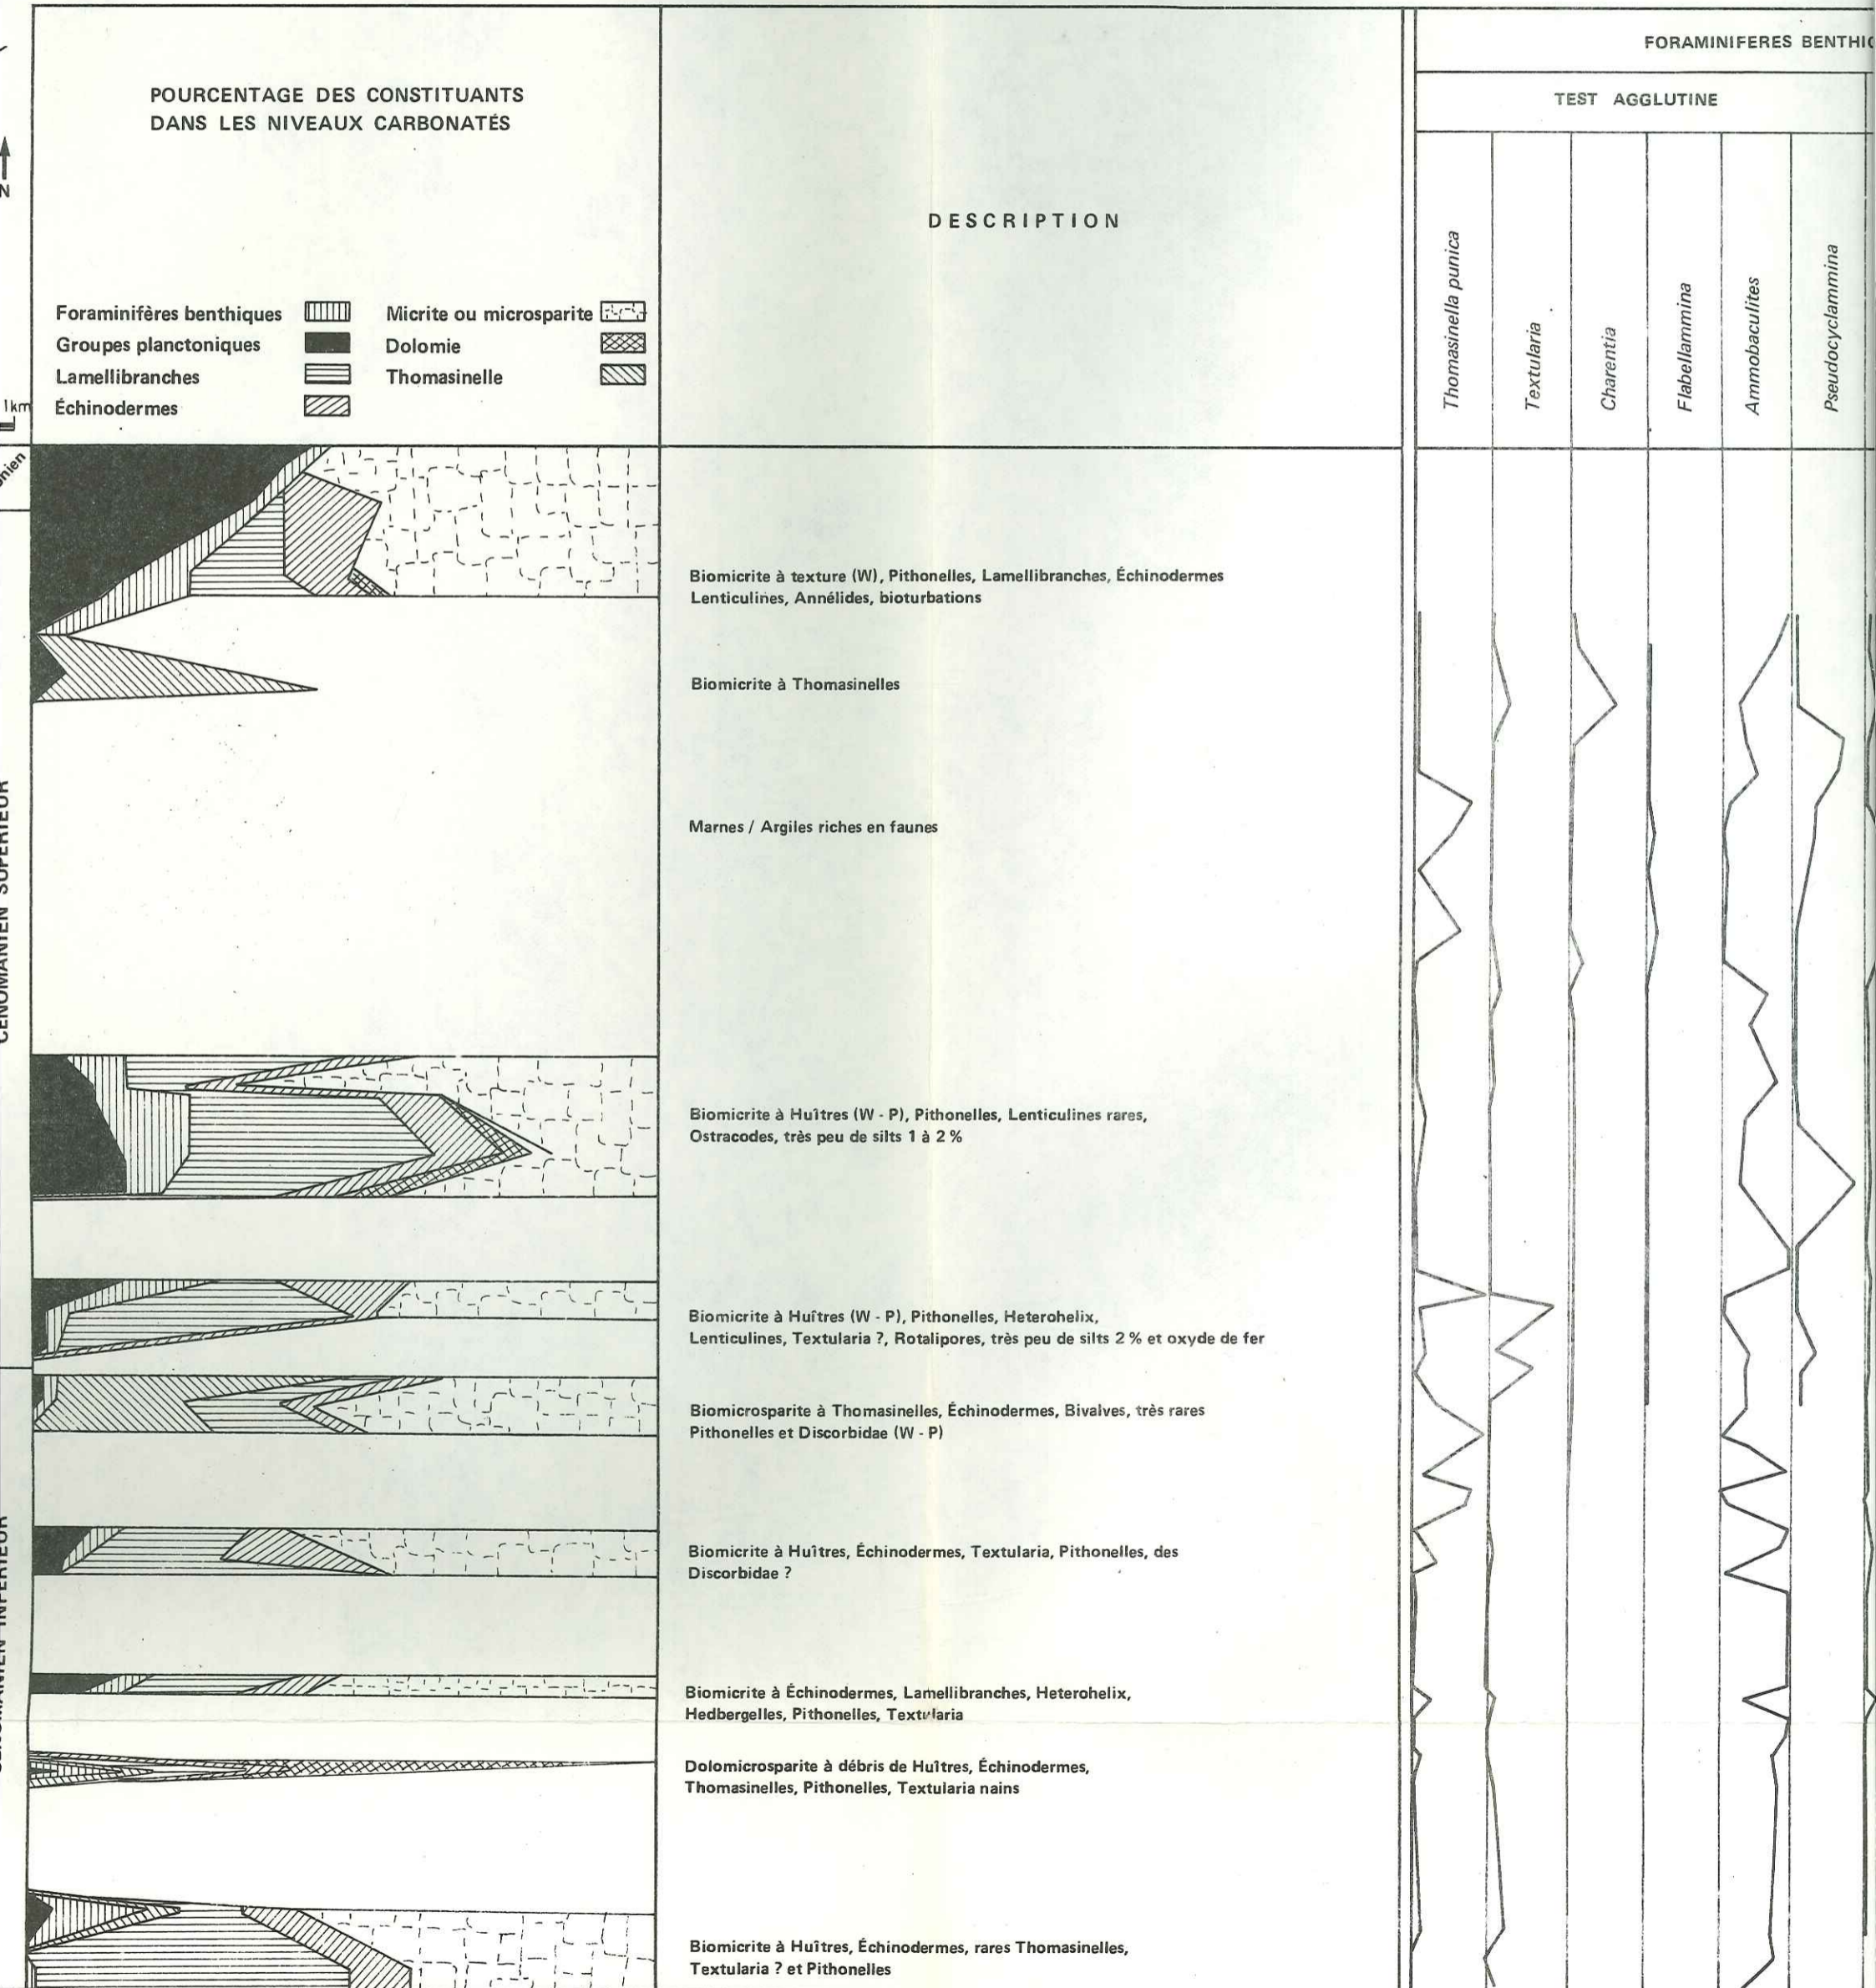 FORAMINIFERES BENTHI
TEST AGGLUTINE
POURCENTAGE DES CONSTITUANTS
DANS LES NIVEAUX CARBONATÉS
N
DESCRIPTION
Thomasinella punica
Textularia
Charentia
Flabellammina
Ammobaculites
Pseudocyclammina
Foraminifères benthiques
Micrite ou microsparite
Groupes planctoniques
Dolomie
Lamellibranches
Thomasinelle
Échinodermes
1km
nien
Biomicrite à texture (W), Pithonelles, Lamellibranches, Échinodermes
Lenticulines, Annélides, bioturbations
Biomicrite à Thomasinelles
Marnes / Argiles riches en faunes
CENOMANIEN SUPERIEUR
Biomicrite à Huîtres (W - P), Pithonelles, Lenticulines rares,
Ostracodes, très peu de silts 1 à 2 %
Biomicrite à Huîtres (W - P), Pithonelles, Heterohelix,
Lenticulines, Textularia ?, Rotalipores, très peu de silts 2 % et oxyde de fer
Biomicrosparite à Thomasinelles, Échinodermes, Bivalves, très rares
Pithonelles et Discorbidae (W - P)
Biomicrite à Huîtres, Échinodermes, Textularia, Pithonelles, des
Discorbidae ?
Biomicrite à Échinodermes, Lamellibranches, Heterohelix,
Hedbergelles, Pithonelles, Textularia
Dolomicrosparite à débris de Huîtres, Échinodermes,
Thomasinelles, Pithonelles, Textularia nains
Biomicrite à Huîtres, Échinodermes, rares Thomasinelles,
Textularia ? et Pithonelles